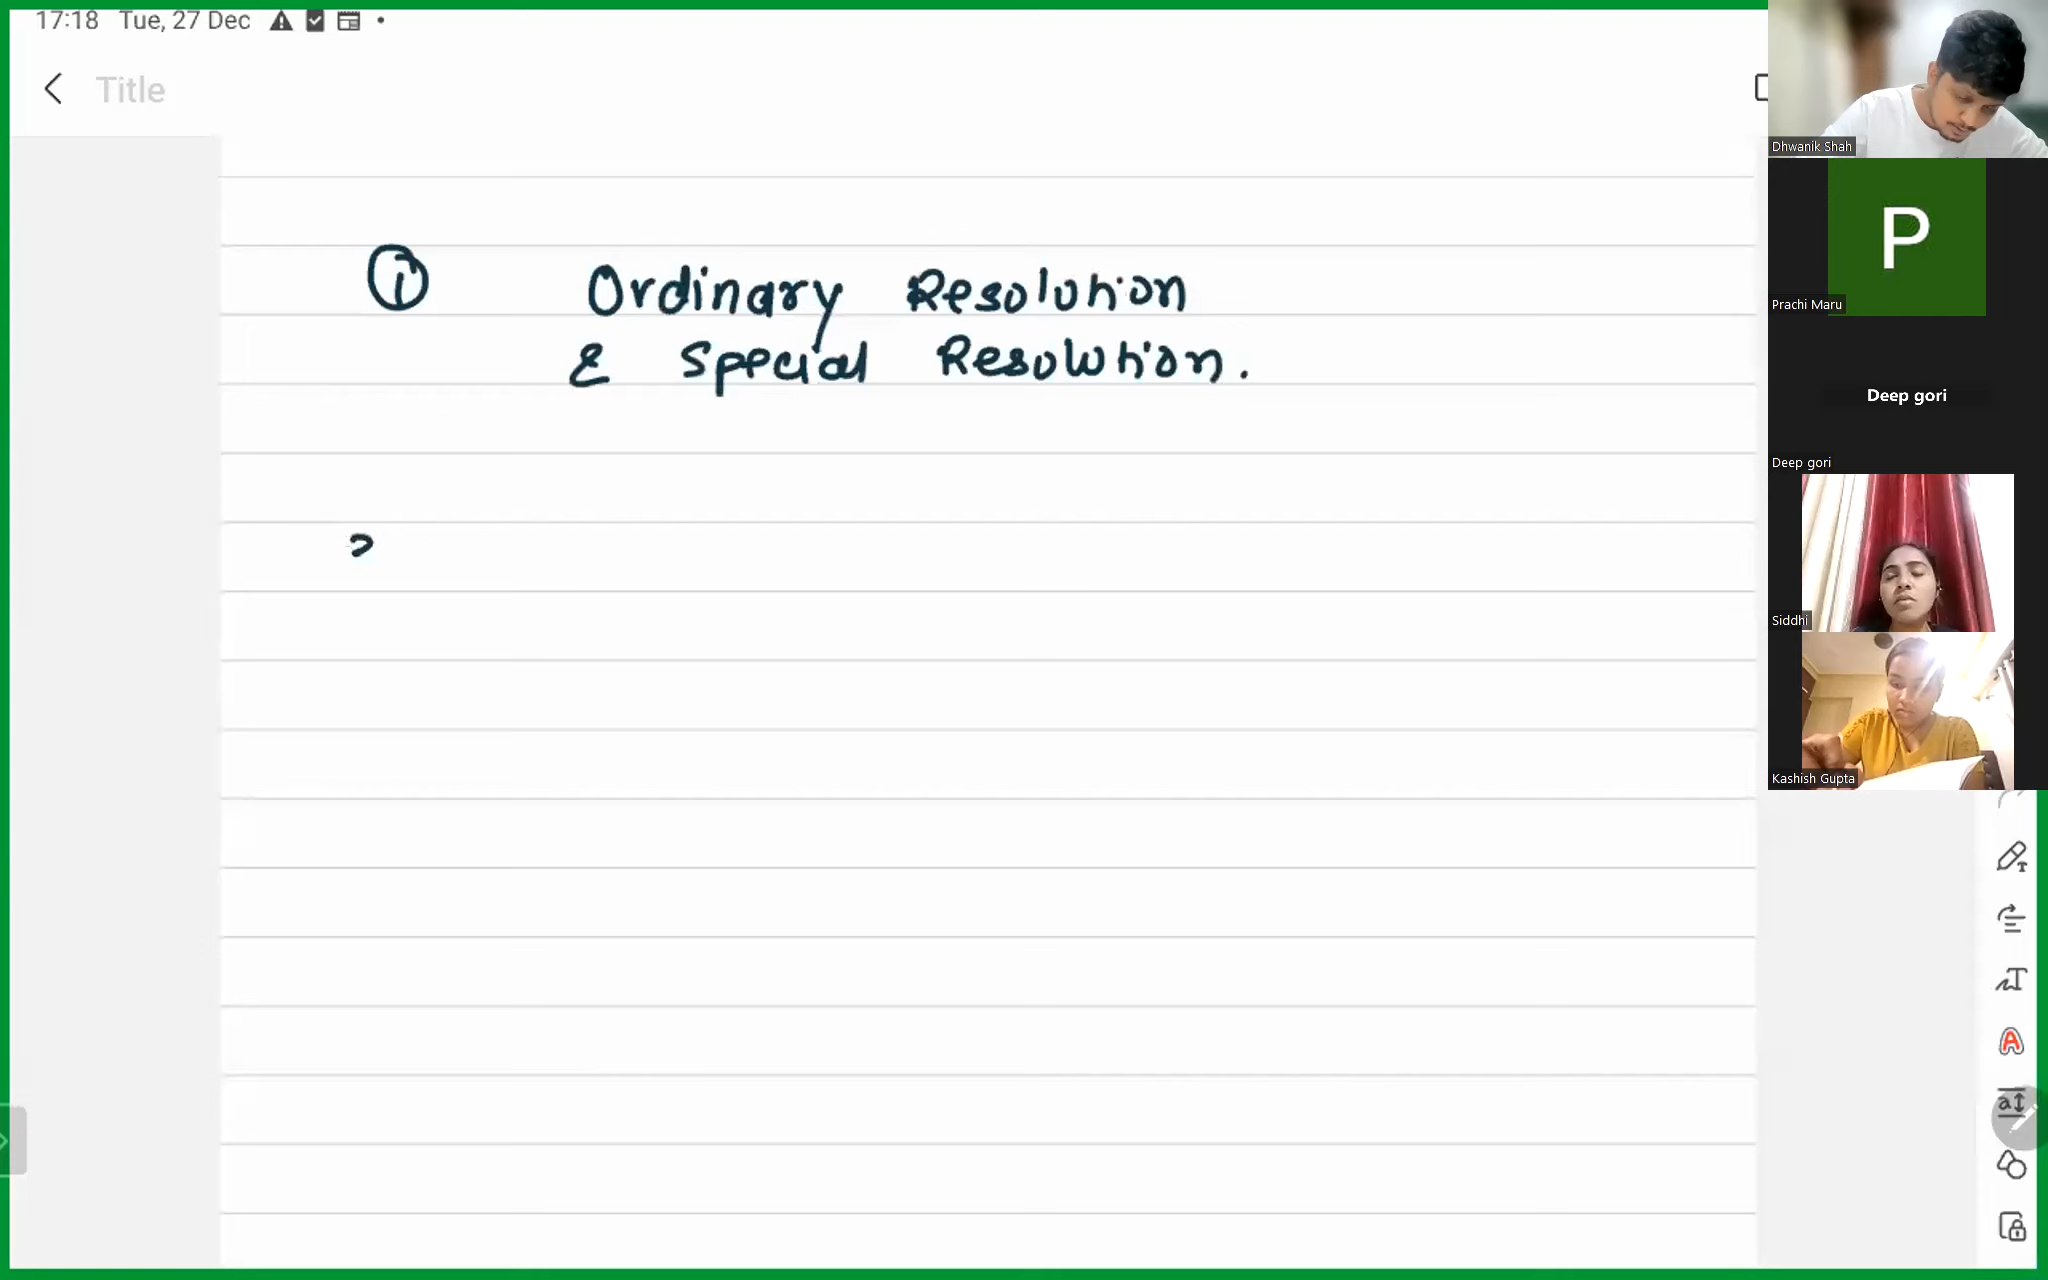 17:18 Tue, 27 Dec
Title
① Ordinary Resolution
& Special Resolution.
Dhwanik Shah
P
Prachi Maru
Deep gori
Deep gori
Siddhi
Kashish Gupta